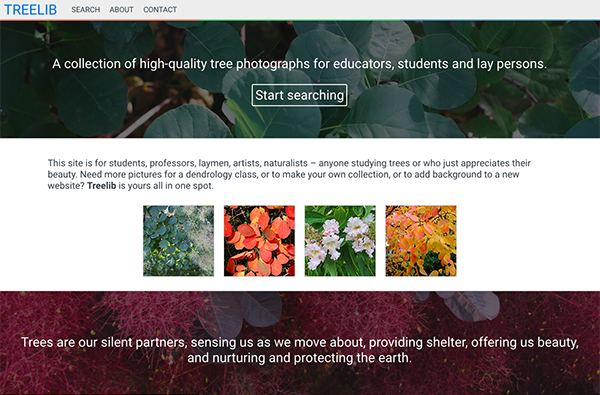 TREELIB SEARCH ABOUT CONTACT
A collection of high-quality tree photographs for educators, students and lay persons.
Start searching
This site is for students, professors, laymen, artists, naturalists – anyone studying trees or who just appreciates their
beauty. Need more pictures for a dendrology class, or to make your own collection, or to add background to a new
website? Treelib is yours all in one spot.
Trees are our silent partners, sensing us as we move about, providing shelter, offering us beauty,
and nurturing and protecting the earth.